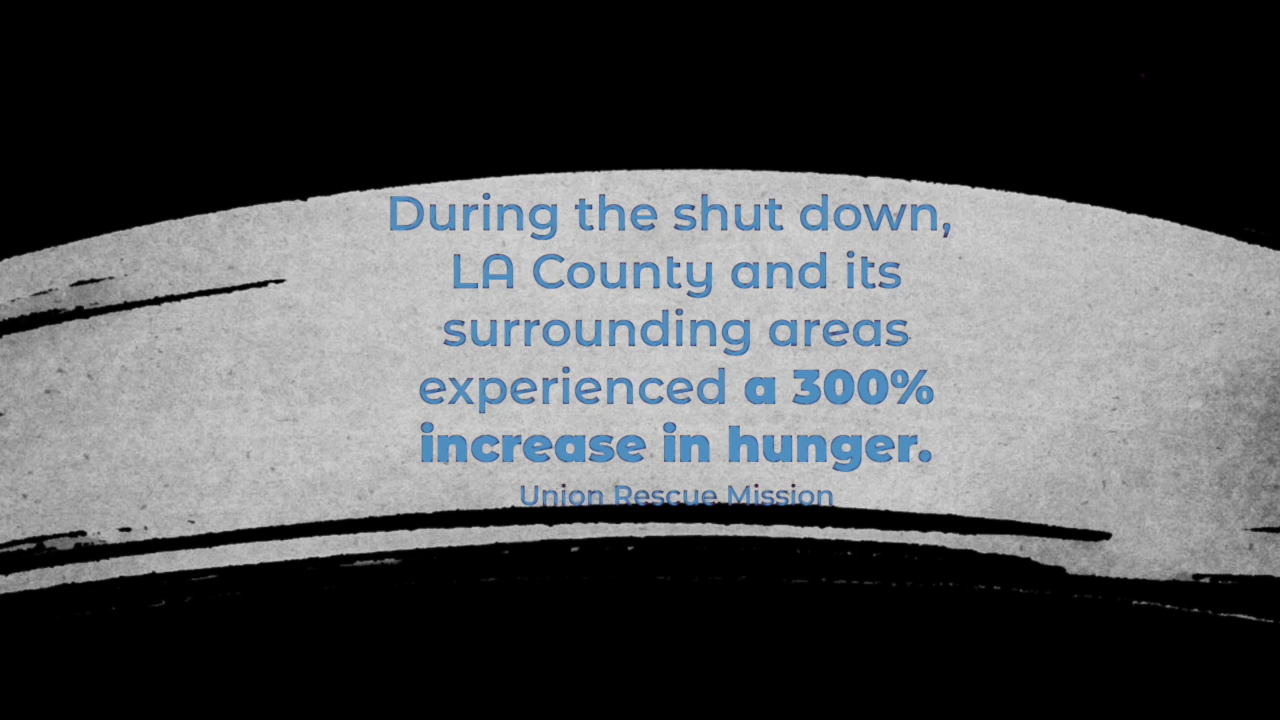 During the shut down,
LA County and its
surrounding areas
experienced a 300%
increase in hunger.
Union Rescue Mission